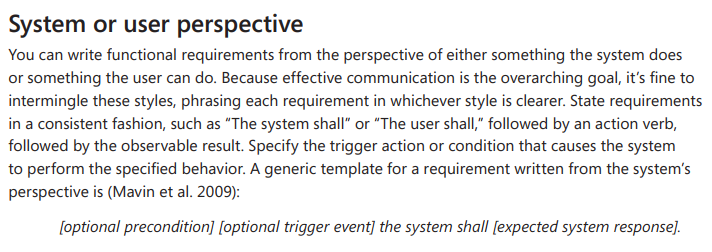 System or user perspective
You can write functional requirements from the perspective of either something the system does
or something the user can do. Because effective communication is the overarching goal, it’s fine to
intermingle these styles, phrasing each requirement in whichever style is clearer. State requirements
in a consistent fashion, such as “The system shall” or “The user shall,” followed by an action verb,
followed by the observable result. Specify the trigger action or condition that causes the system
to perform the specified behavior. A generic template for a requirement written from the system’s
perspective is (Mavin et al. 2009):
[optional precondition] [optional trigger event] the system shall [expected system response].